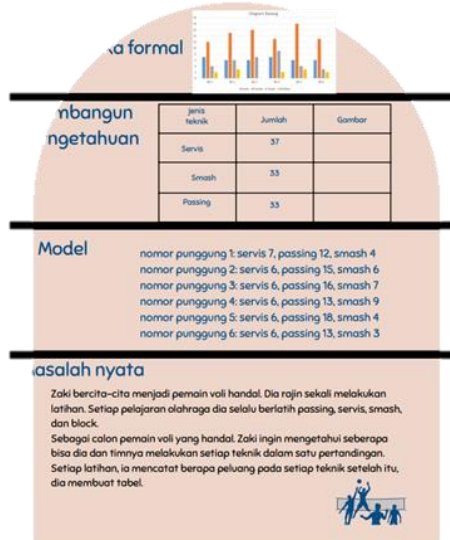 Diagram Batang
ka formal
mbangun
ngetahuan
jenis teknik Jumlah Gambar
Servis 37
Smash 33
Passing 33
Model
nomor punggung 1: servis 7, passing 12, smash 4
nomor punggung 2: servis 6, passing 15, smash 6
nomor punggung 3: servis 6, passing 16, smash 7
nomor punggung 4: servis 6, passing 13, smash 9
nomor punggung 5: servis 6, passing 18, smash 4
nomor punggung 6: servis 6, passing 13, smash 3
asalah nyata
Zaki bercita-cita menjadi pemain voli handal. Dia rajin sekali melakukan
latihan. Setiap pelajaran olahraga dia selalu berlatih passing, servis, smash,
dan block.
Sebagai calon pemain voli yang handal. Zaki ingin mengetahui seberapa
bisa dia dan timnya melakukan setiap teknik dalam satu pertandingan.
Setiap latihan, ia mencatat berapa peluang pada setiap teknik setelah itu,
dia membuat tabel.